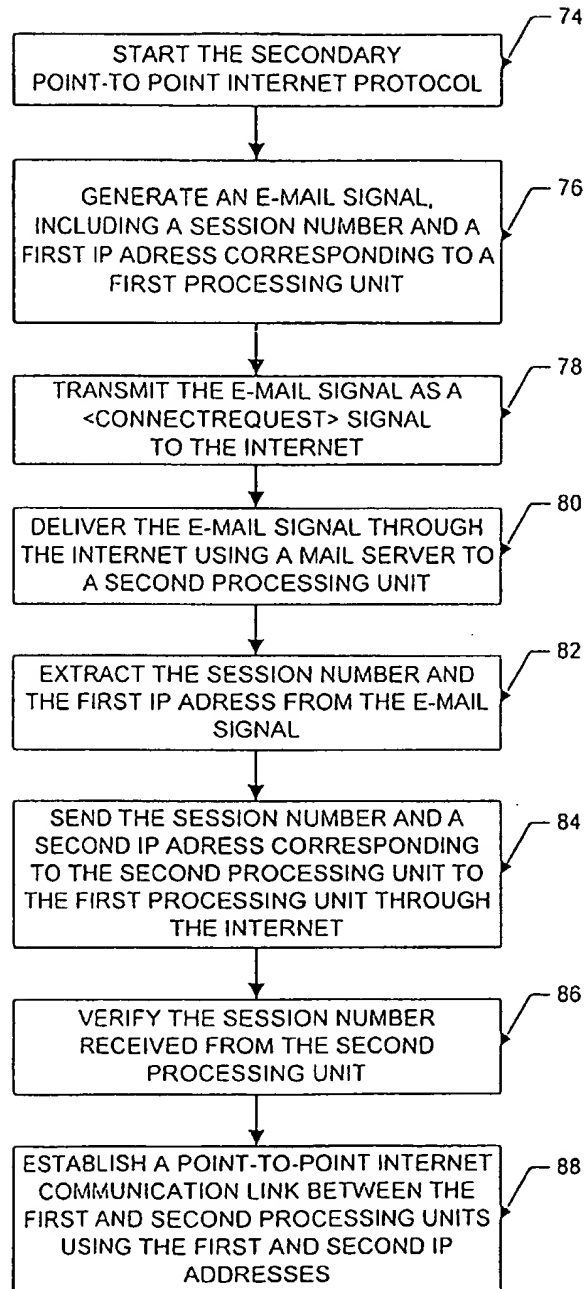 74
START THE SECONDARY
POINT-TO POINT INTERNET PROTOCOL
76
GENERATE AN E-MAIL SIGNAL,
INCLUDING A SESSION NUMBER AND A
FIRST IP ADRESS CORRESPONDING TO A
FIRST PROCESSING UNIT
78
TRANSMIT THE E-MAIL SIGNAL AS A
<CONNECTREQUEST> SIGNAL
TO THE INTERNET
80
DELIVER THE E-MAIL SIGNAL THROUGH
THE INTERNET USING A MAIL SERVER TO
A SECOND PROCESSING UNIT
82
EXTRACT THE SESSION NUMBER AND
THE FIRST IP ADRESS FROM THE E-MAIL
SIGNAL
84
SEND THE SESSION NUMBER AND A
SECOND IP ADRESS CORRESPONDING
TO THE SECOND PROCESSING UNIT TO
THE FIRST PROCESSING UNIT THROUGH
THE INTERNET
86
VERIFY THE SESSION NUMBER
RECEIVED FROM THE SECOND
PROCESSING UNIT
88
ESTABLISH A POINT-TO-POINT INTERNET
COMMUNICATION LINK BETWEEN THE
FIRST AND SECOND PROCESSING UNITS
USING THE FIRST AND SECOND IP
ADDRESSES